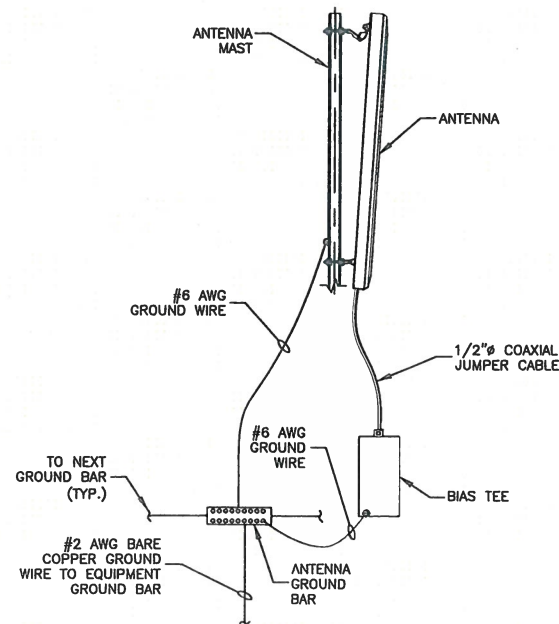 ANTENNA
MAST
ANTENNA
#6 AWG
GROUND WIRE
1/2"ø COAXIAL
JUMPER CABLE
#6 AWG
GROUND
WIRE
TO NEXT
GROUND BAR
(TYP.)
BIAS TEE
#2 AWG BARE
COPPER GROUND
WIRE TO EQUIPMENT
GROUND BAR
ANTENNA
GROUND
BAR